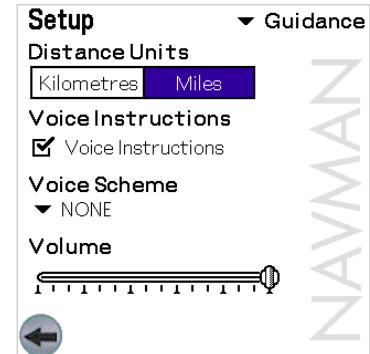 Setup
Guidance
Distance Units
Kilometres Miles
Voice Instructions
Voice Instructions
Voice Scheme
NONE
Volume
NAVMAN